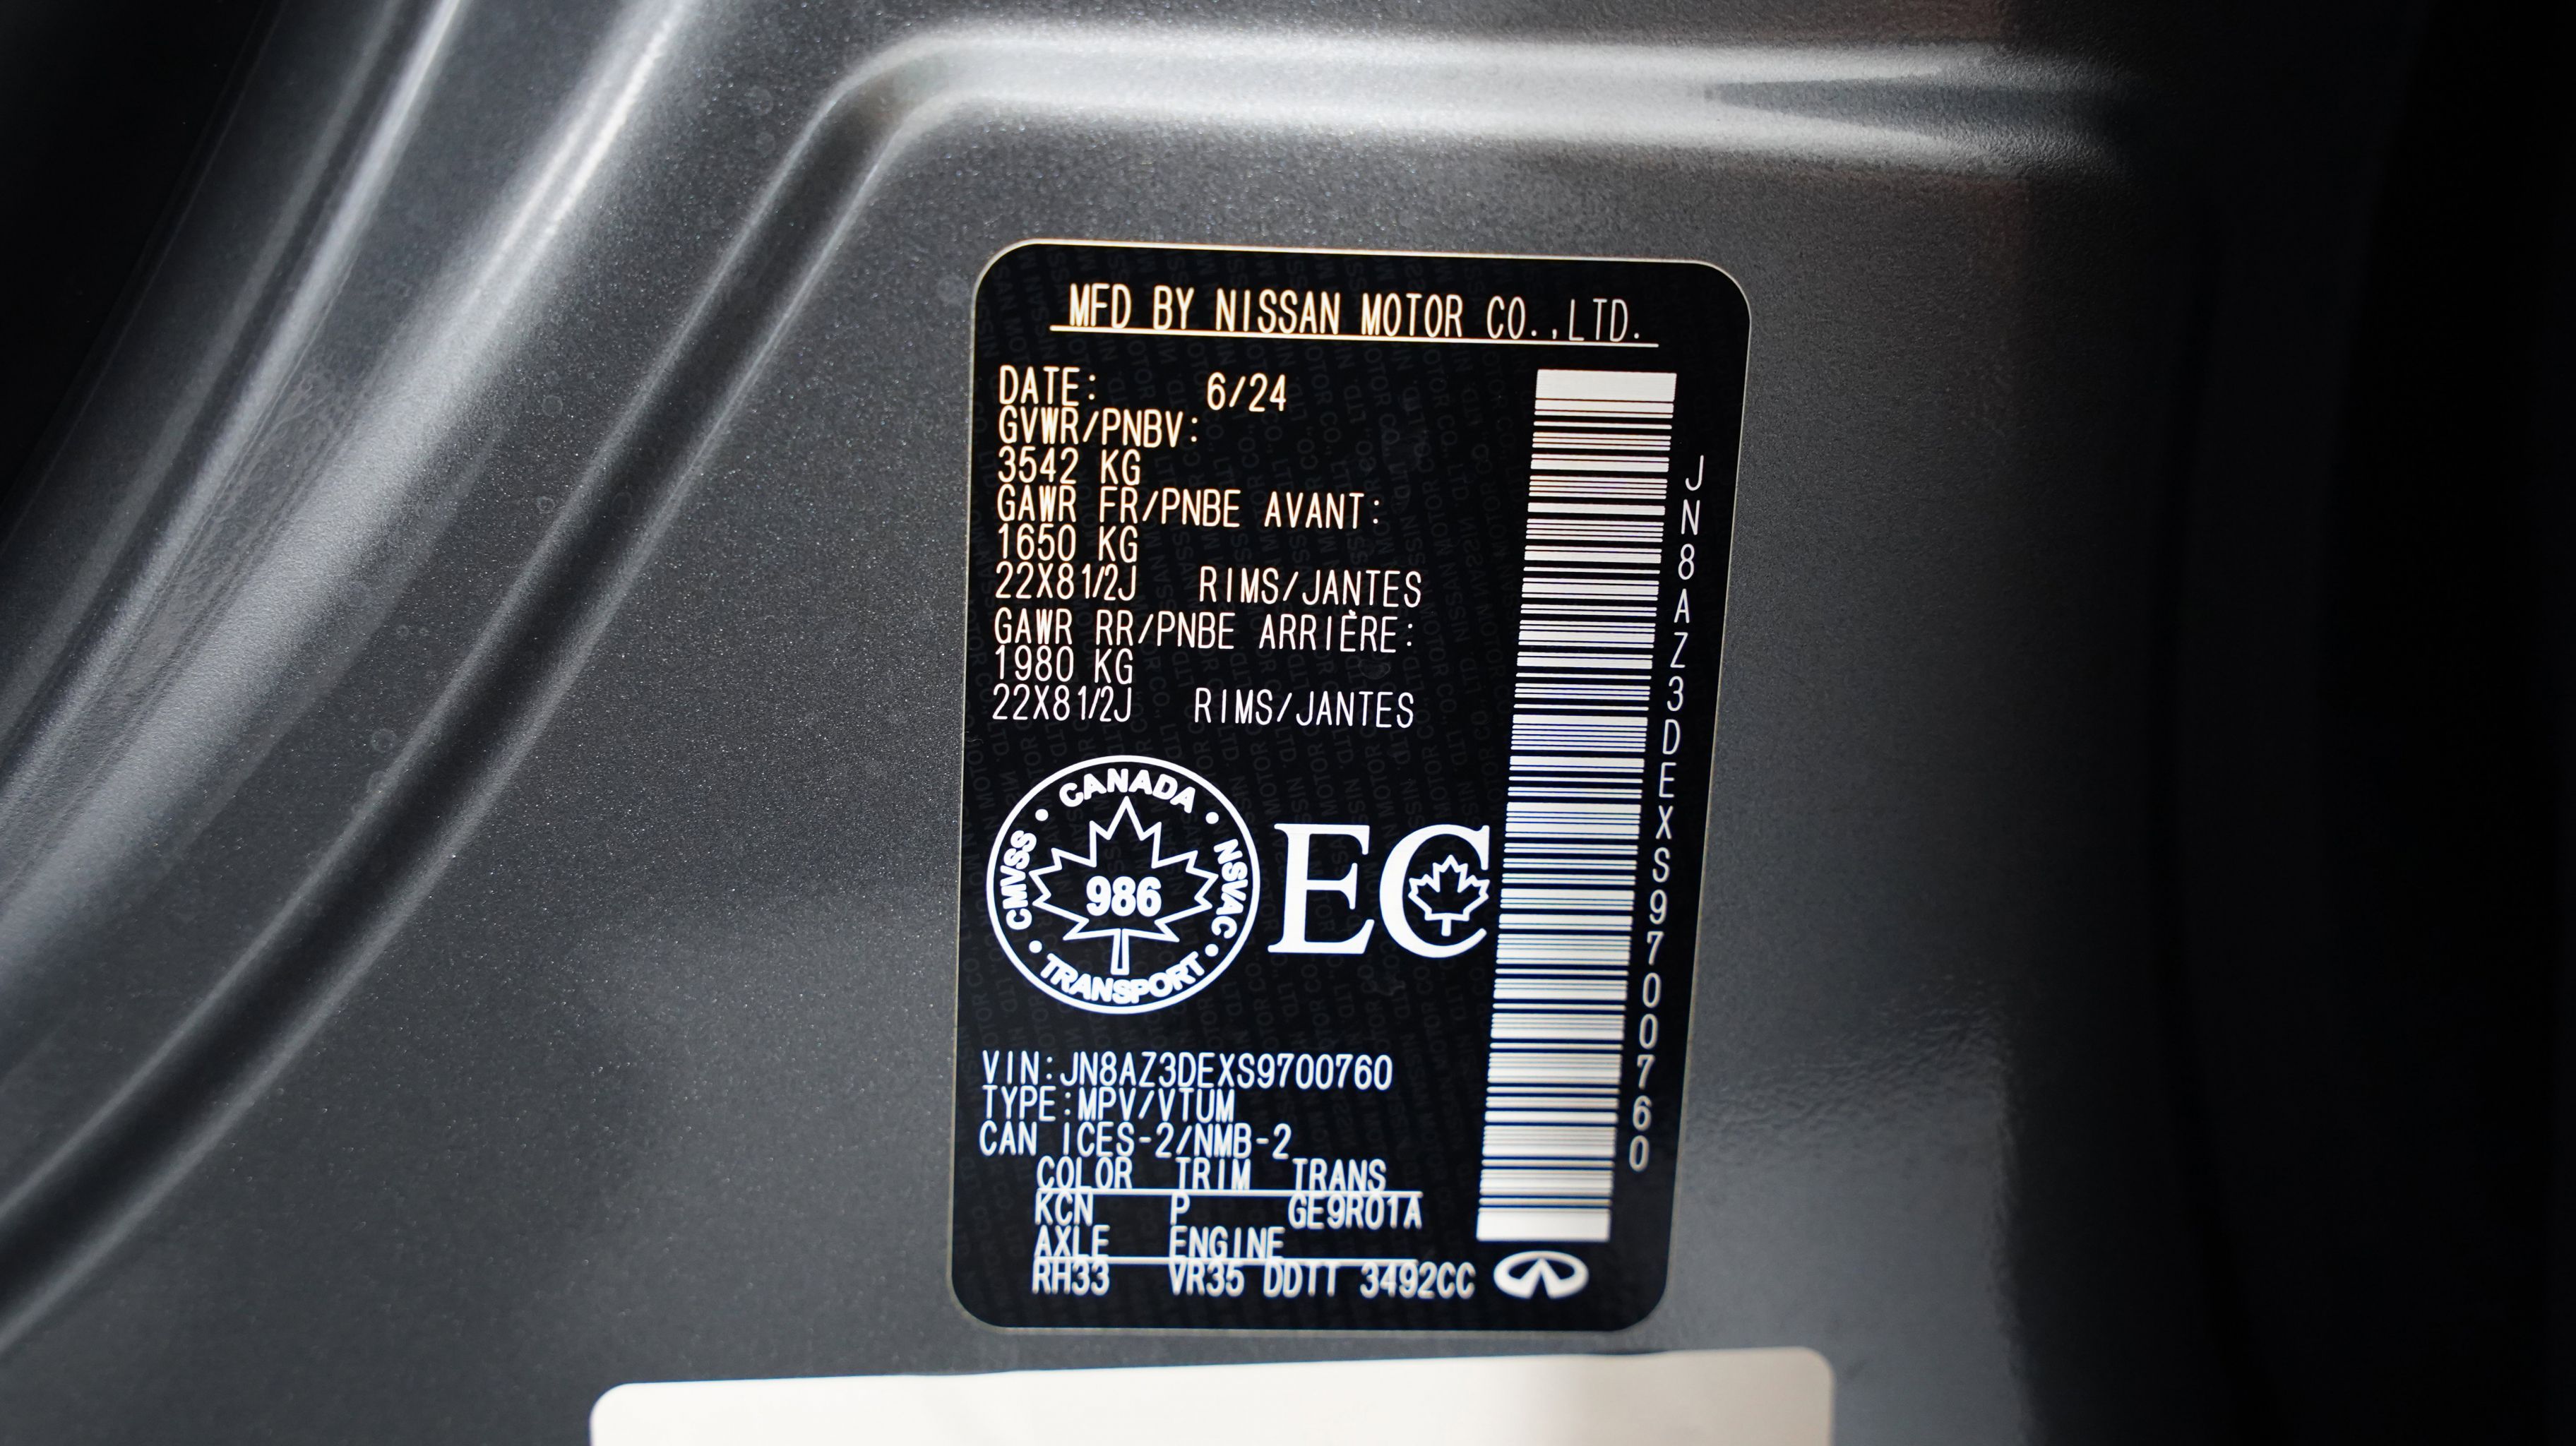 MFD BY NISSAN MOTOR CO.,LTD.
DATE: 6/24
GVWR/PNBV:
3542 KG
GAWR FR/PNBE AVANT:
1650 KG
22X81/2J RIMS/JANTES
GAWR RR/PNBE ARRIÈRE:
1980 KG
22X81/2J RIMS/JANTES
CANADA
CMVSS
NSVAC
986
TRANSPORT
EC
JN8AZ3DEXS9700760
VIN:JN8AZ3DEXS9700760
TYPE:MPV/VTUM
CAN ICES-2/NMB-2
COLOR TRIM TRANS
KCN P GE9R01A
AXLE ENGINE
RH33 VR35 DDTT 3492CC